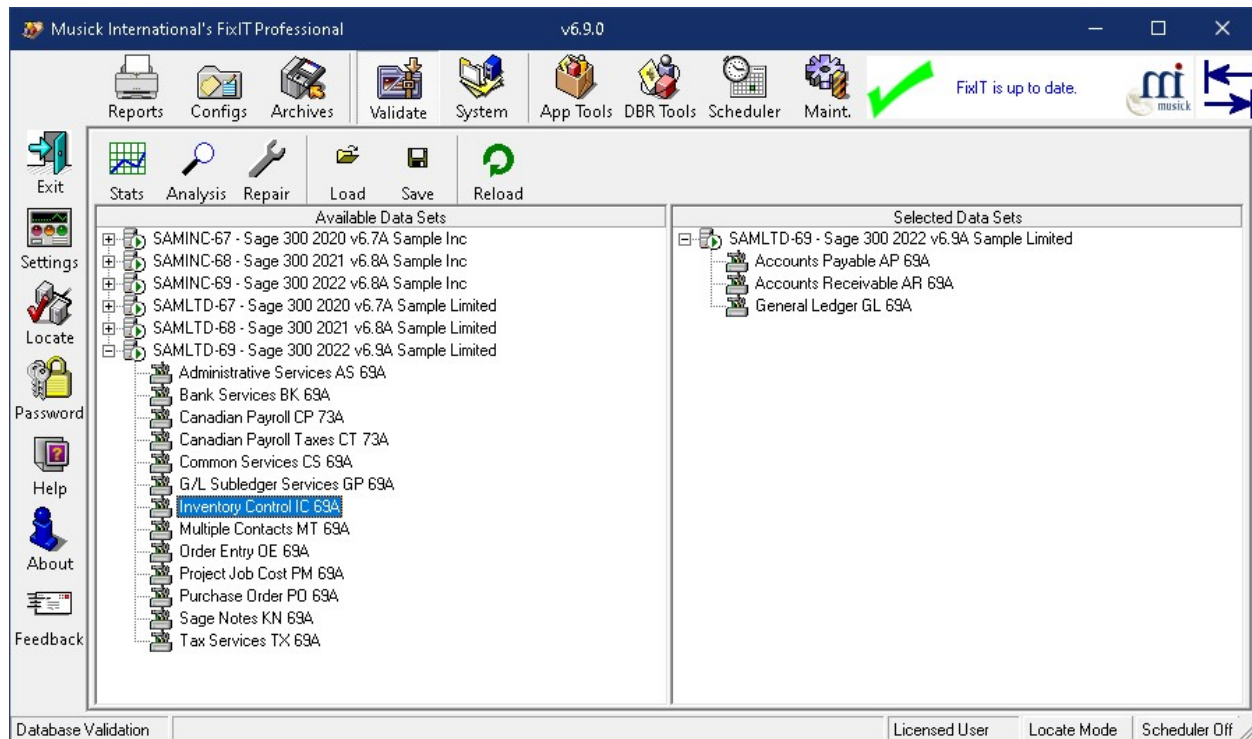 Musick International's FixIT Professional v6.9.0
Reports Configs Archives Validate System App Tools DBR Tools Scheduler Maint. FixIT is up to date. mi musick
Exit
Settings
Locate
Password
Help
About
Feedback
Stats Analysis Repair Load Save Reload
Available Data Sets
SAMINC-67 - Sage 300 2020 v6.7A Sample Inc
SAMINC-68 - Sage 300 2021 v6.8A Sample Inc
SAMINC-69 - Sage 300 2022 v6.8A Sample Inc
SAMLTD-67 - Sage 300 2020 v6.7A Sample Limited
SAMLTD-68 - Sage 300 2021 v6.8A Sample Limited
SAMLTD-69 - Sage 300 2022 v6.9A Sample Limited
Administrative Services AS 69A
Bank Services BK 69A
Canadian Payroll CP 73A
Canadian Payroll Taxes CT 73A
Common Services CS 69A
G/L Subledger Services GP 69A
Inventory Control IC 69A
Multiple Contacts MT 69A
Order Entry OE 69A
Project Job Cost PM 69A
Purchase Order PO 69A
Sage Notes KN 69A
Tax Services TX 69A
Selected Data Sets
SAMLTD-69 - Sage 300 2022 v6.9A Sample Limited
Accounts Payable AP 69A
Accounts Receivable AR 69A
General Ledger GL 69A
Database Validation Licensed User Locate Mode Scheduler Off